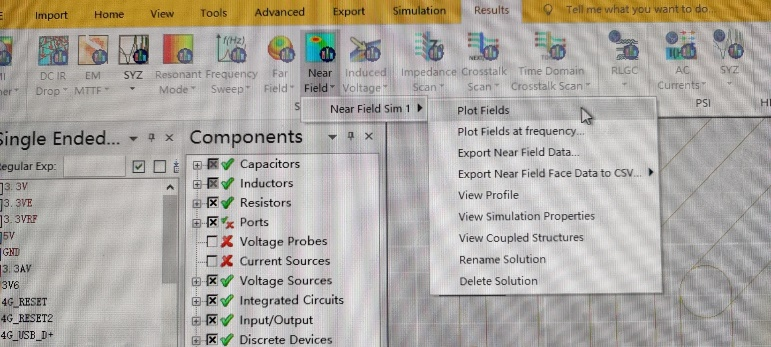 Import Home View Tools Advanced Export Simulation Results Tell me what you want to do...
DC IR Drop
EM MTTF
SYZ
Resonant Mode
Frequency Sweep
Far Field
Near Field
Induced Voltage
Impedance Scan
Crosstalk Scan
Time Domain Crosstalk Scan
RLGC
AC Currents
SYZ
PSI
Near Field Sim 1
Plot Fields
Plot Fields at frequency...
Export Near Field Data...
Export Near Field Face Data to CSV...
View Profile
View Simulation Properties
View Coupled Structures
Rename Solution
Delete Solution
Single Ended...
egular Exp:
3.3V
3.3VE
3.3VRF
5V
GND
3.3AV
3V6
4G_RESET
4G_RESET2
4G_USB_D+
Components
Capacitors
Inductors
Resistors
Ports
Voltage Probes
Current Sources
Voltage Sources
Integrated Circuits
Input/Output
Discrete Devices